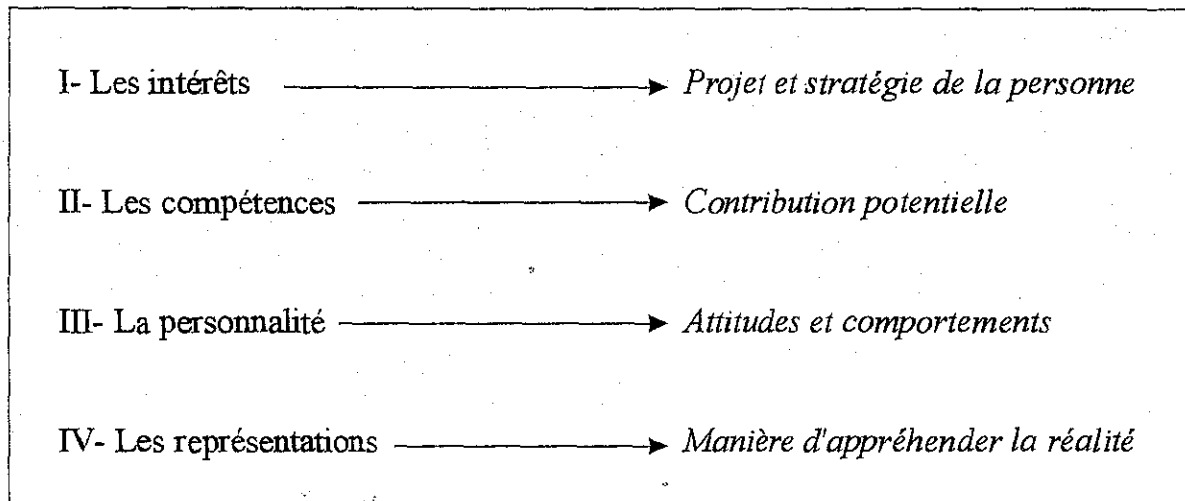 I- Les intérêts → Projet et stratégie de la personne
II- Les compétences → Contribution potentielle
III- La personnalité → Attitudes et comportements
IV- Les représentations → Manière d'appréhender la réalité